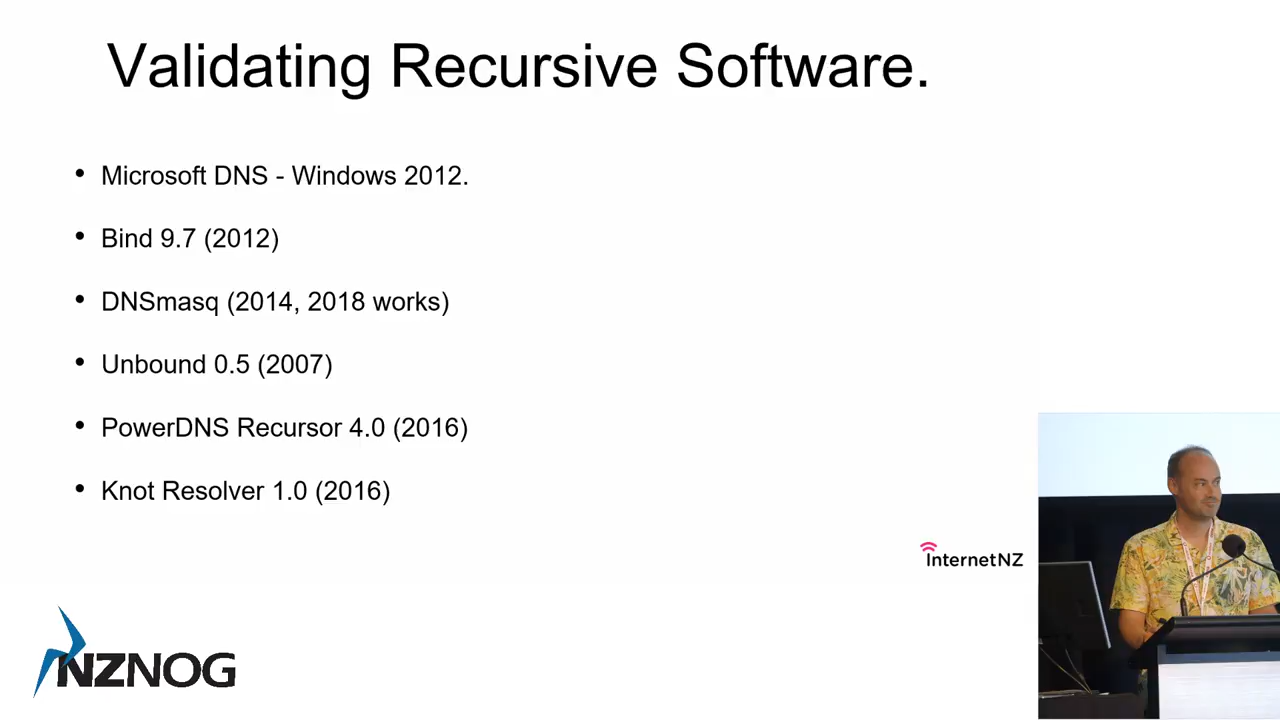 Validating Recursive Software.
• Microsoft DNS - Windows 2012.
• Bind 9.7 (2012)
• DNSmasq (2014, 2018 works)
• Unbound 0.5 (2007)
• PowerDNS Recursor 4.0 (2016)
• Knot Resolver 1.0 (2016)
InternetNZ
NZNOG